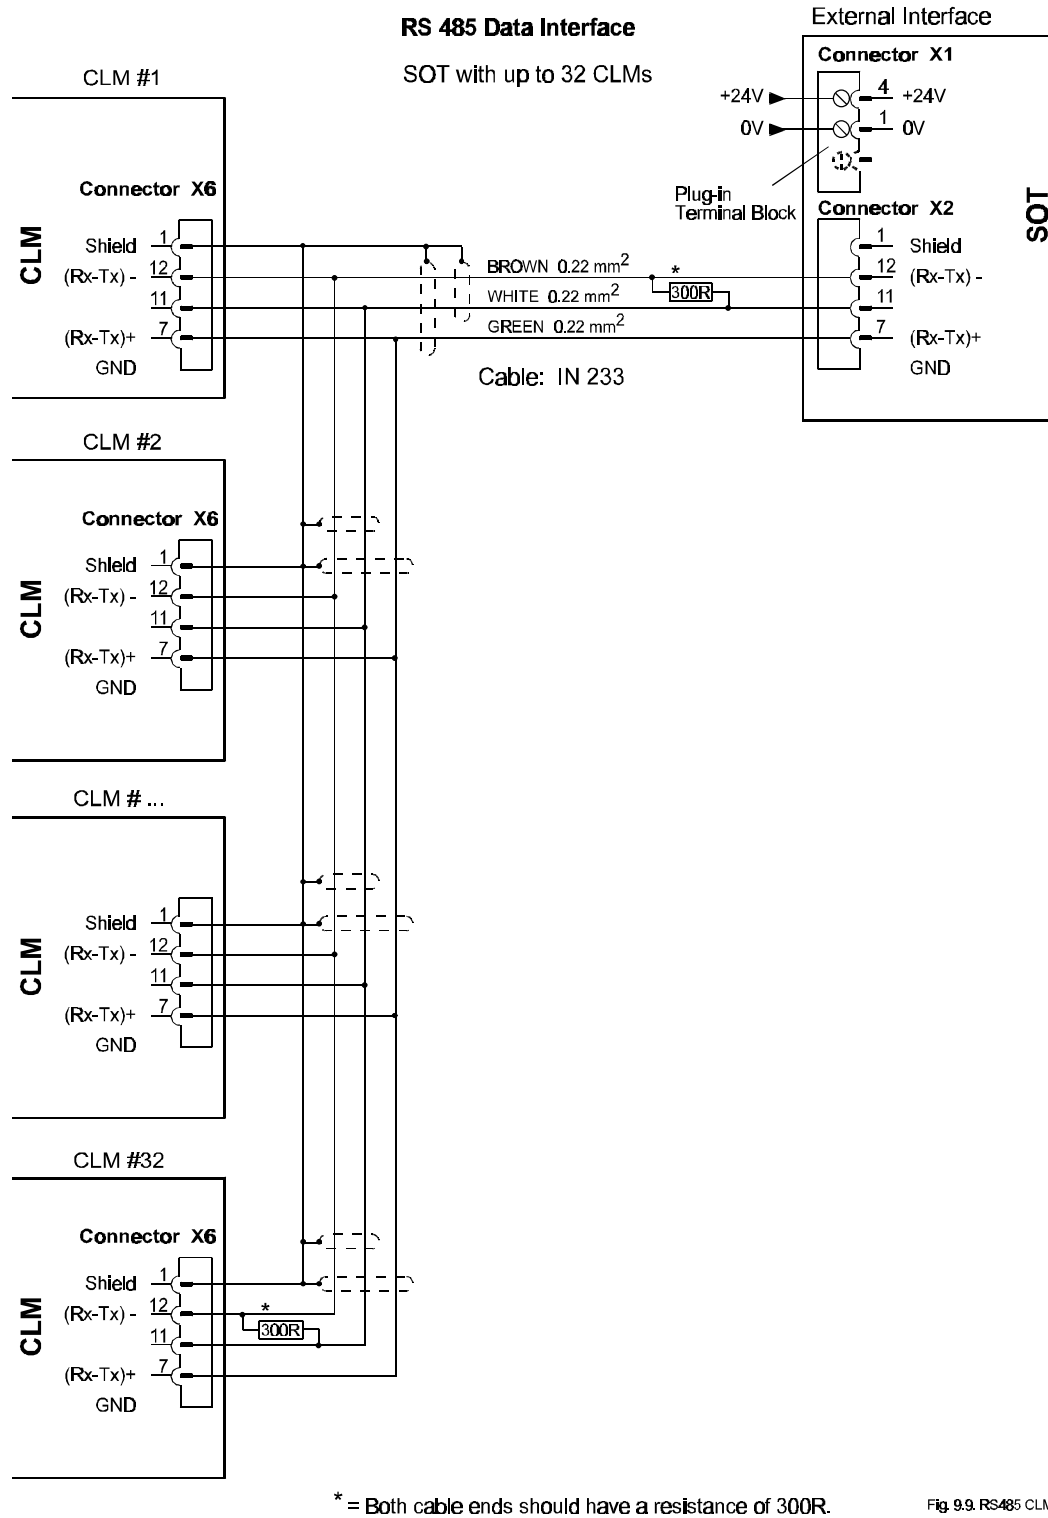 RS 485 Data Interface
SOT with up to 32 CLMs
External Interface
Connector X1
+24V
4
+24V
0V
1
0V
Plug-in
Terminal Block
Connector X2
SOT
1
Shield
12
(Rx-Tx) -
11
7
(Rx-Tx)+
GND
CLM #1
Connector X6
CLM
Shield
1
(Rx-Tx) -
12
11
(Rx-Tx)+
7
GND
BROWN 0.22 mm²
*
300R
WHITE 0.22 mm²
GREEN 0.22 mm²
Cable: IN 233
CLM #2
Connector X6
CLM
Shield
1
(Rx-Tx) -
12
11
(Rx-Tx)+
7
GND
CLM # ...
CLM
Shield
1
(Rx-Tx) -
12
11
(Rx-Tx)+
7
GND
CLM #32
Connector X6
CLM
Shield
1
(Rx-Tx) -
12
*
300R
11
(Rx-Tx)+
7
GND
* = Both cable ends should have a resistance of 300R.
Fig. 9.9. RS485 CLM